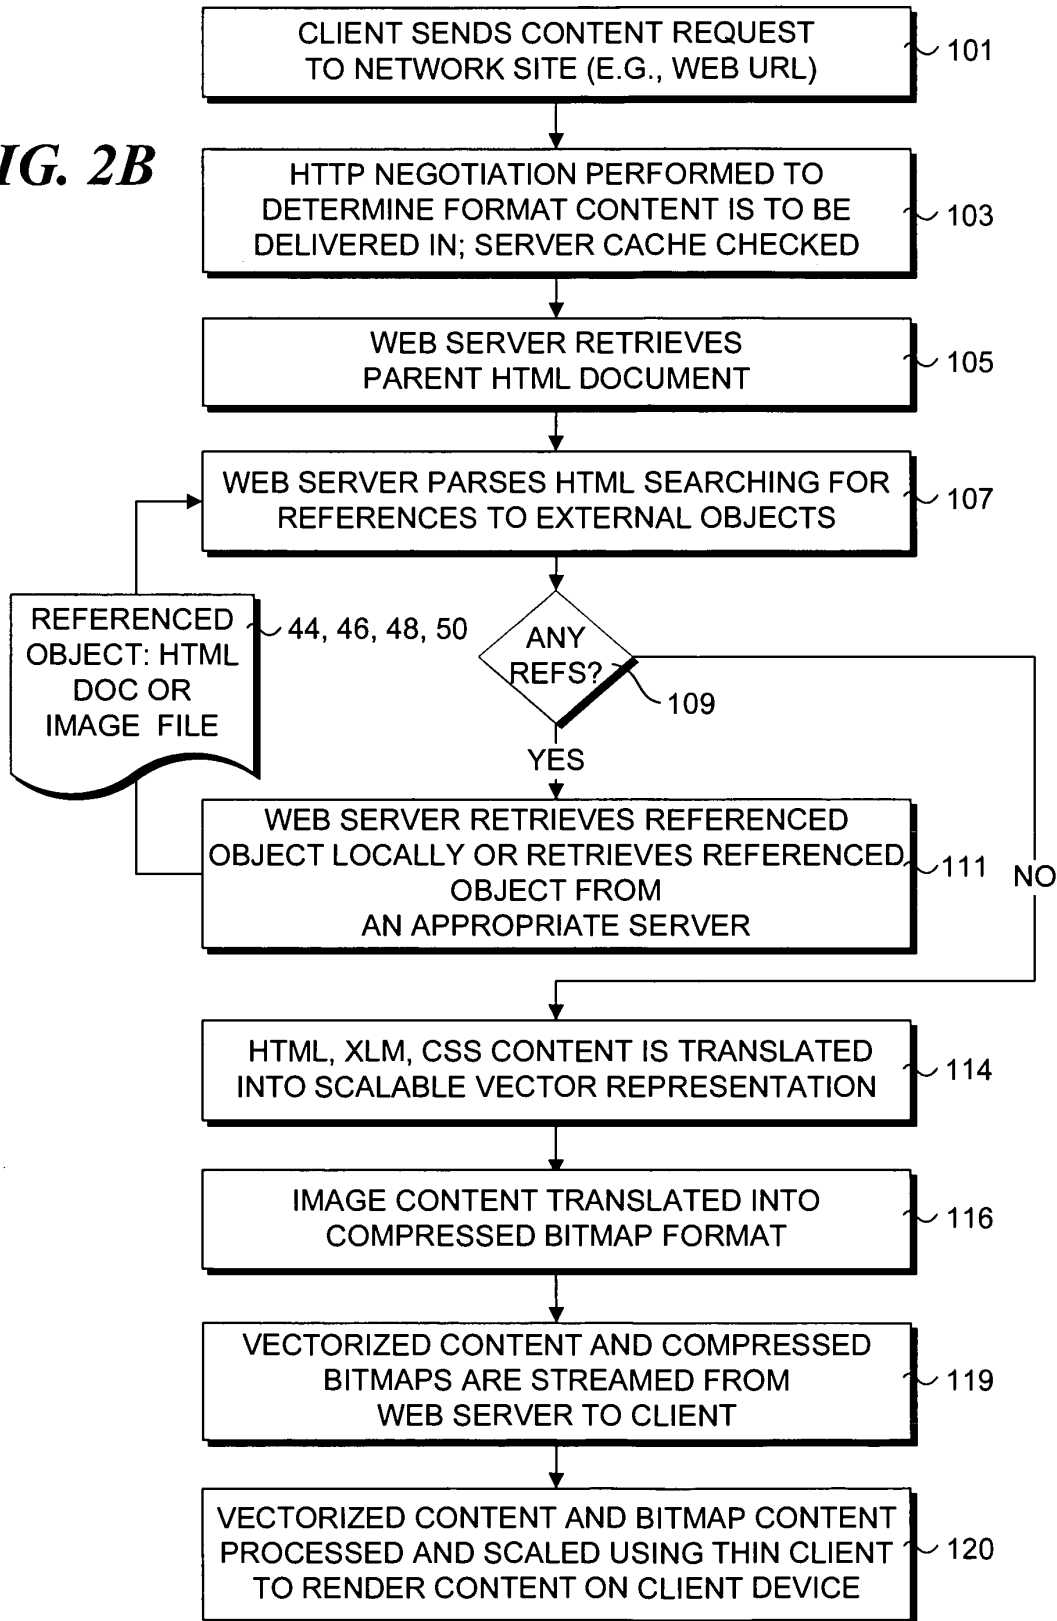 CLIENT SENDS CONTENT REQUEST
TO NETWORK SITE (E.G., WEB URL)
101
IG. 2B
HTTP NEGOTIATION PERFORMED TO
DETERMINE FORMAT CONTENT IS TO BE
DELIVERED IN; SERVER CACHE CHECKED
103
WEB SERVER RETRIEVES
PARENT HTML DOCUMENT
105
WEB SERVER PARSES HTML SEARCHING FOR
REFERENCES TO EXTERNAL OBJECTS
107
REFERENCED
OBJECT: HTML
DOC OR
IMAGE FILE
44, 46, 48, 50
ANY
REFS?
109
YES
WEB SERVER RETRIEVES REFERENCED
OBJECT LOCALLY OR RETRIEVES REFERENCED
OBJECT FROM
AN APPROPRIATE SERVER
111
NO
HTML, XLM, CSS CONTENT IS TRANSLATED
INTO SCALABLE VECTOR REPRESENTATION
114
IMAGE CONTENT TRANSLATED INTO
COMPRESSED BITMAP FORMAT
116
VECTORIZED CONTENT AND COMPRESSED
BITMAPS ARE STREAMED FROM
WEB SERVER TO CLIENT
119
VECTORIZED CONTENT AND BITMAP CONTENT
PROCESSED AND SCALED USING THIN CLIENT
TO RENDER CONTENT ON CLIENT DEVICE
120